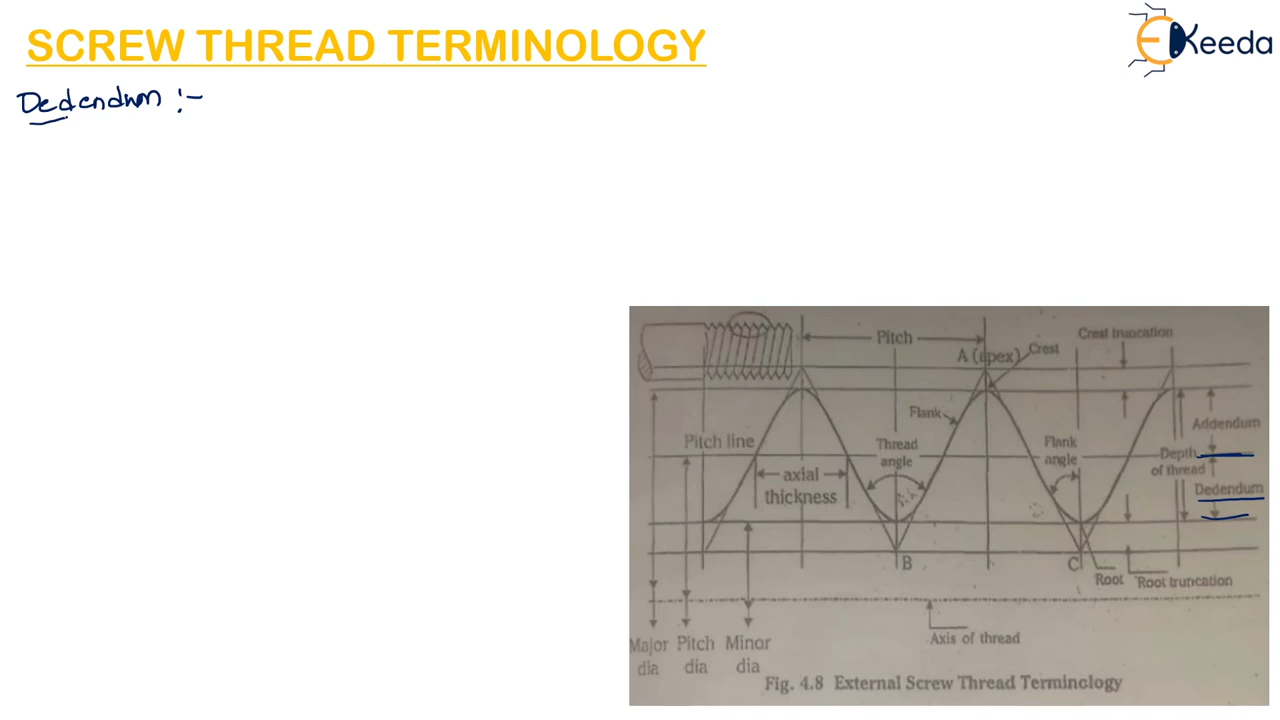 SCREW THREAD TERMINOLOGY
EKeeda
Dedendum :-
Pitch
Crest truncation
A (apex)
Crest
Flank
Addendum
Pitch line
Thread angle
Flank angle
Depth of thread
axial thickness
Dedendum
B
C
Root
Root truncation
Axis of thread
Major dia
Pitch dia
Minor dia
Fig. 4.8 External Screw Thread Terminology